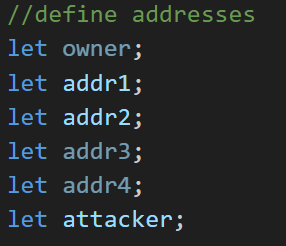 //define addresses
let owner;
let addr1;
let addr2;
let addr3;
let addr4;
let attacker;